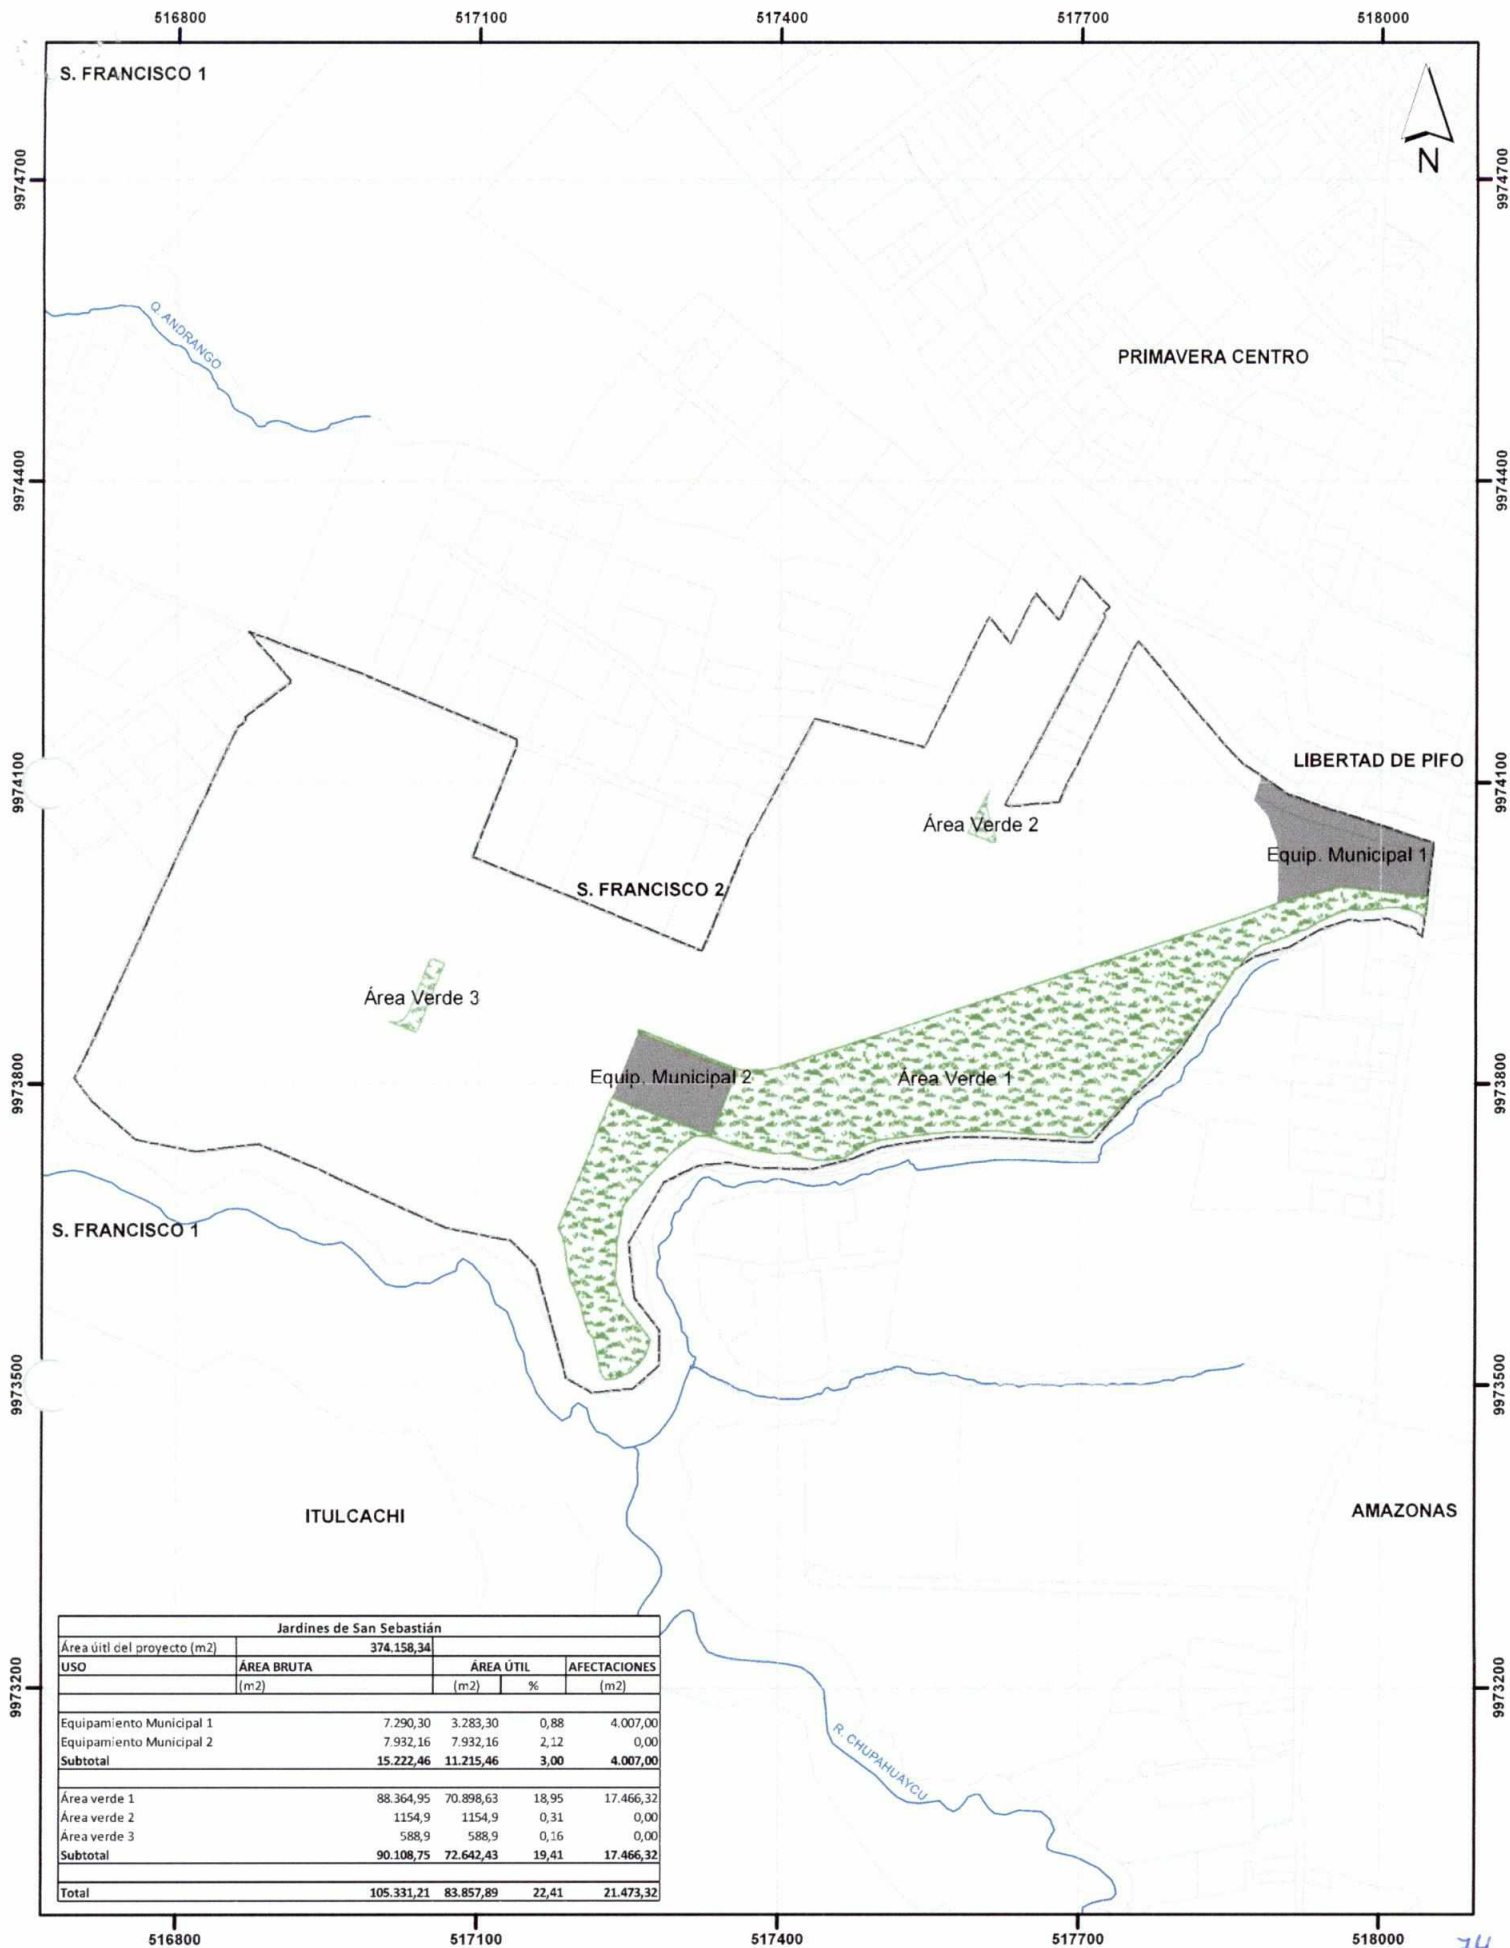 516800 517100 517400 517700 518000
S. FRANCISCO 1
N
9974700 9974700
Q. ANDRANGO
PRIMAVERA CENTRO
9974400 9974400
LIBERTAD DE PIFO
9974100 9974100
Área Verde 2
Equip. Municipal 1
S. FRANCISCO 2
Área Verde 3
Equip. Municipal 2
Área Verde 1
9973800 9973800
S. FRANCISCO 1
9973500 9973500
ITULCACHI
AMAZONAS
Jardines de San Sebastián
Área úitl del proyecto (m2) 374.158,34
USO ÁREA BRUTA ÁREA ÚTIL AFECTACIONES
(m2) (m2) % (m2)
Equipamiento Municipal 1 7.290,30 3.283,30 0,88 4.007,00
Equipamiento Municipal 2 7.932,16 7.932,16 2,12 0,00
Subtotal 15.222,46 11.215,46 3,00 4.007,00
Área verde 1 88.364,95 70.898,63 18,95 17.466,32
Área verde 2 1154,9 1154,9 0,31 0,00
Área verde 3 588,9 588,9 0,16 0,00
Subtotal 90.108,75 72.642,43 19,41 17.466,32
Total 105.331,21 83.857,89 22,41 21.473,32
9973200 9973200
R. CHUPAHUAYCU
516800 517100 517400 517700 518000
74